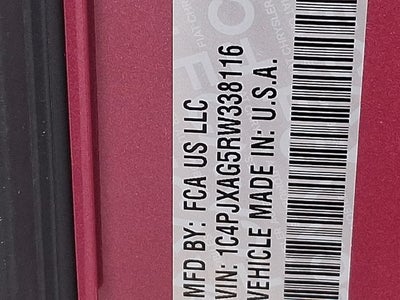 MFD BY: FCA US LLC
VIN: 1C4PJXAG5RW338116
VEHICLE MADE IN: U.S.A.